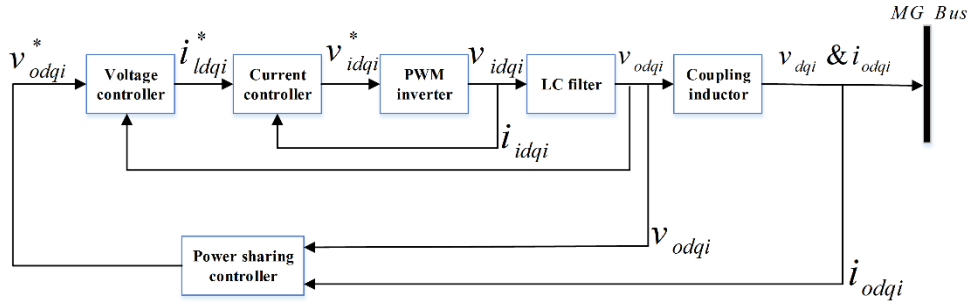 MG Bus
v*odqi
i*ldqi
v*idqi
vidqi
vodqi
vdqi & iodqi
Voltage
controller
Current
controller
PWM
inverter
LC filter
Coupling
inductor
iidqi
vodqi
Power sharing
controller
iodqi